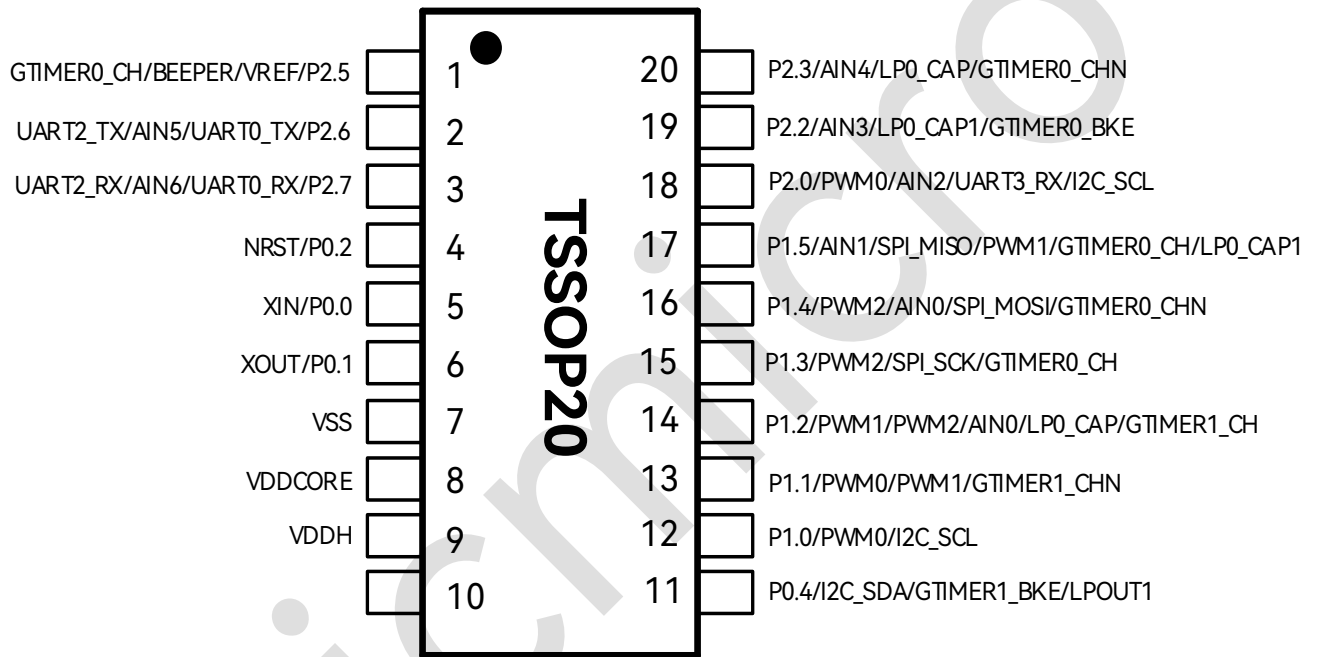 GTIMER0_CH/BEEPER/VREF/P2.5 1 20 P2.3/AIN4/LP0_CAP/GTIMER0_CHN
UART2_TX/AIN5/UART0_TX/P2.6 2 19 P2.2/AIN3/LP0_CAP1/GTIMER0_BKE
UART2_RX/AIN6/UART0_RX/P2.7 3 18 P2.0/PWM0/AIN2/UART3_RX/I2C_SCL
NRST/P0.2 4 17 P1.5/AIN1/SPI_MISO/PWM1/GTIMER0_CH/LP0_CAP1
XIN/P0.0 5 16 P1.4/PWM2/AIN0/SPI_MOSI/GTIMER0_CHN
XOUT/P0.1 6 15 P1.3/PWM2/SPI_SCK/GTIMER0_CH
VSS 7 14 P1.2/PWM1/PWM2/AIN0/LP0_CAP/GTIMER1_CH
VDDCORE 8 13 P1.1/PWM0/PWM1/GTIMER1_CHN
VDDH 9 12 P1.0/PWM0/I2C_SCL
10 11 P0.4/I2C_SDA/GTIMER1_BKE/LPOUT1
TSSOP20
icmicro